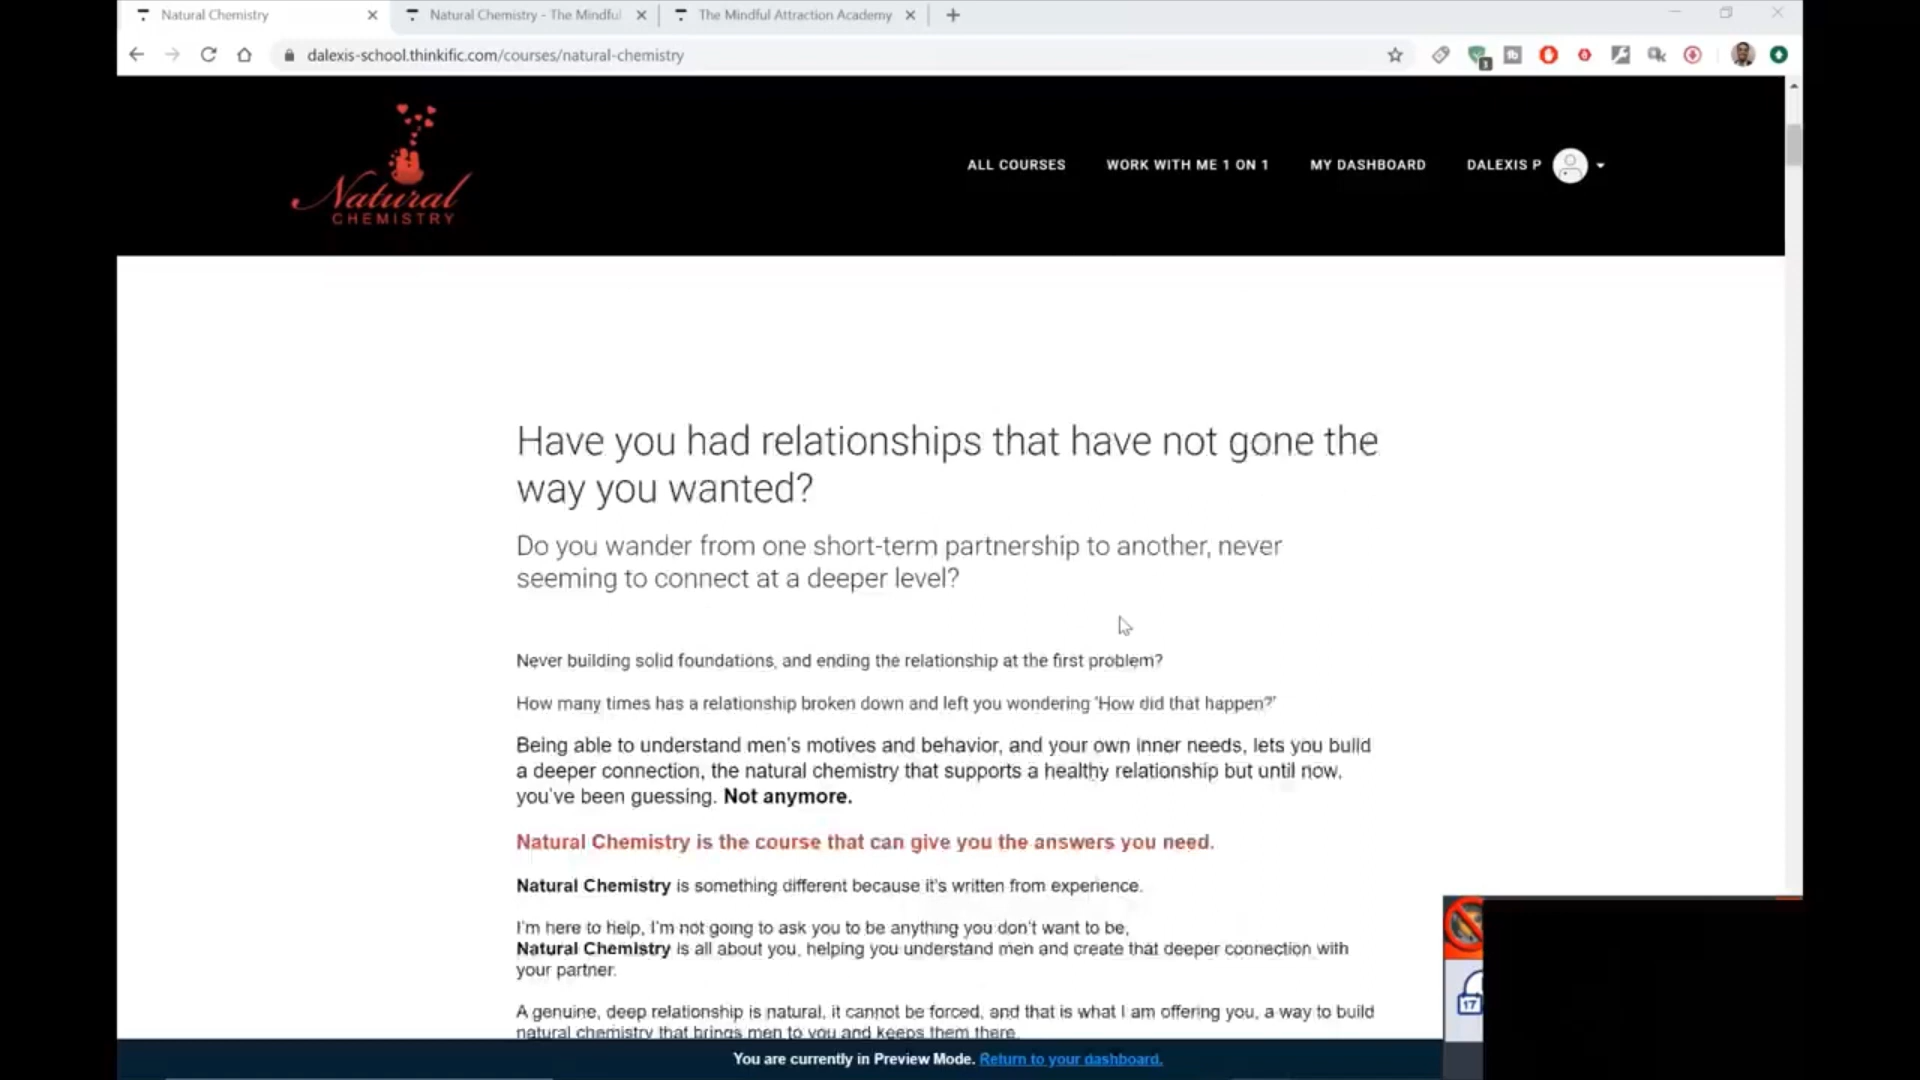 Natural Chemistry
Natural Chemistry - The Mindful
The Mindful Attraction Academy
dalexis-school.thinkific.com/courses/natural-chemistry
1
Natural
CHEMISTRY
ALL COURSES
WORK WITH ME 1 ON 1
MY DASHBOARD
DALEXIS P
Have you had relationships that have not gone the
way you wanted?
Do you wander from one short-term partnership to another, never
seeming to connect at a deeper level?
Never building solid foundations, and ending the relationship at the first problem?
How many times has a relationship broken down and left you wondering 'How did that happen?'
Being able to understand men's motives and behavior, and your own inner needs, lets you build
a deeper connection, the natural chemistry that supports a healthy relationship but until now,
you've been guessing. Not anymore.
Natural Chemistry is the course that can give you the answers you need.
Natural Chemistry is something different because it's written from experience.
I'm here to help, I'm not going to ask you to be anything you don't want to be,
Natural Chemistry is all about you, helping you understand men and create that deeper connection with
your partner.
A genuine, deep relationship is natural, it cannot be forced, and that is what I am offering you, a way to build
natural chemistry that brings men to you and keeps them there.
You are currently in Preview Mode. Return to your dashboard.
17